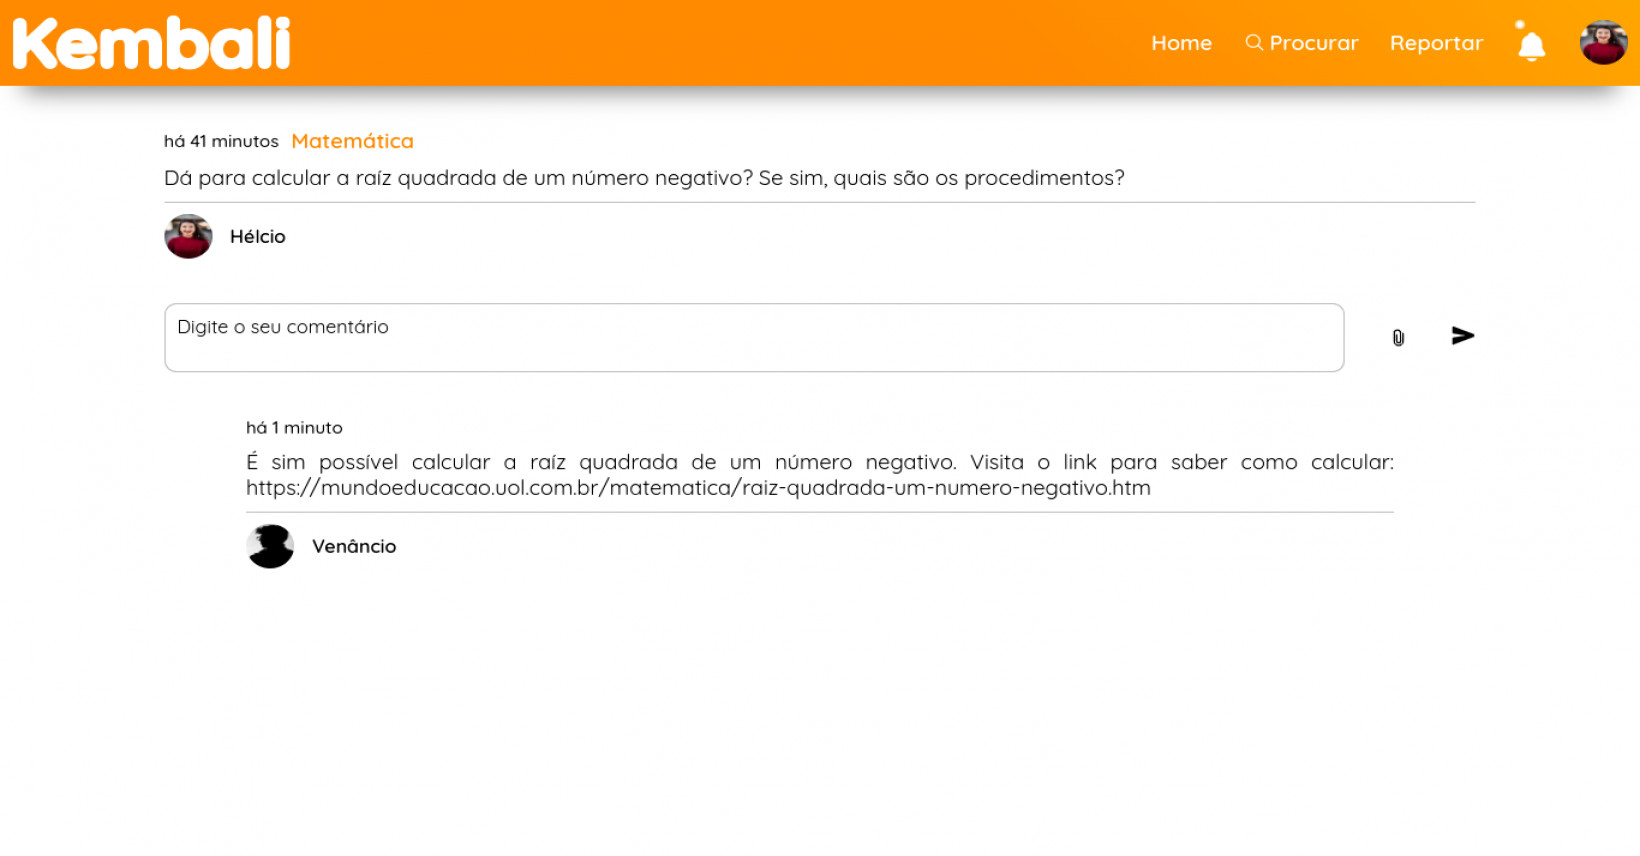 Kembali
Home Procurar Reportar
há 41 minutos Matemática
Dá para calcular a raíz quadrada de um número negativo? Se sim, quais são os procedimentos?
Hélcio
Digite o seu comentário
há 1 minuto
É sim possível calcular a raíz quadrada de um número negativo. Visita o link para saber como calcular:
https://mundoeducacao.uol.com.br/matematica/raiz-quadrada-um-numero-negativo.htm
Venâncio